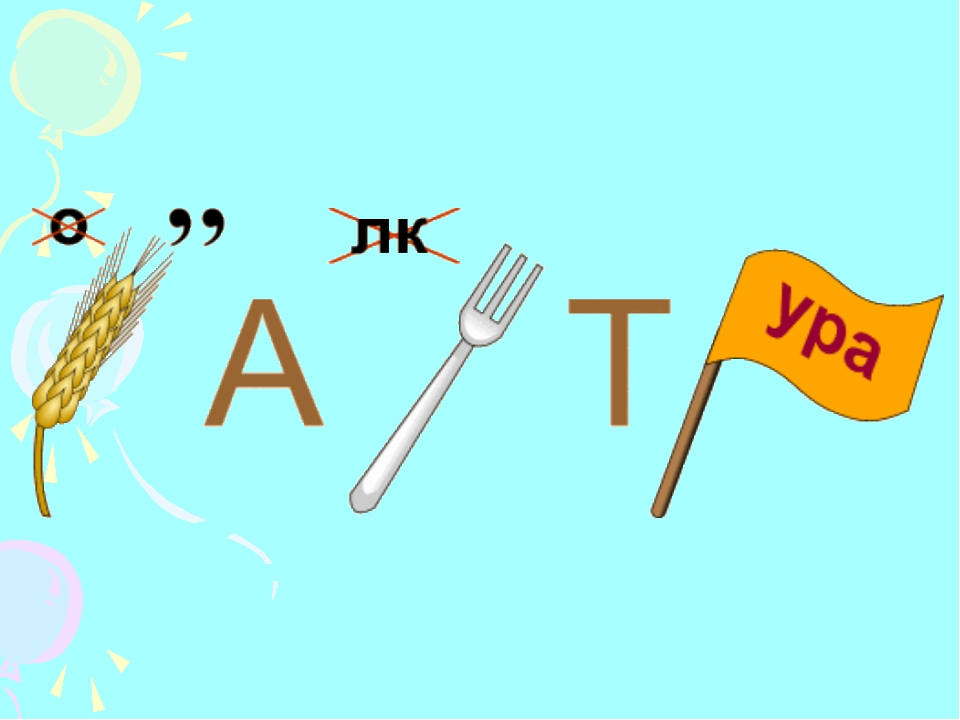 о ,, лк
А Т ура